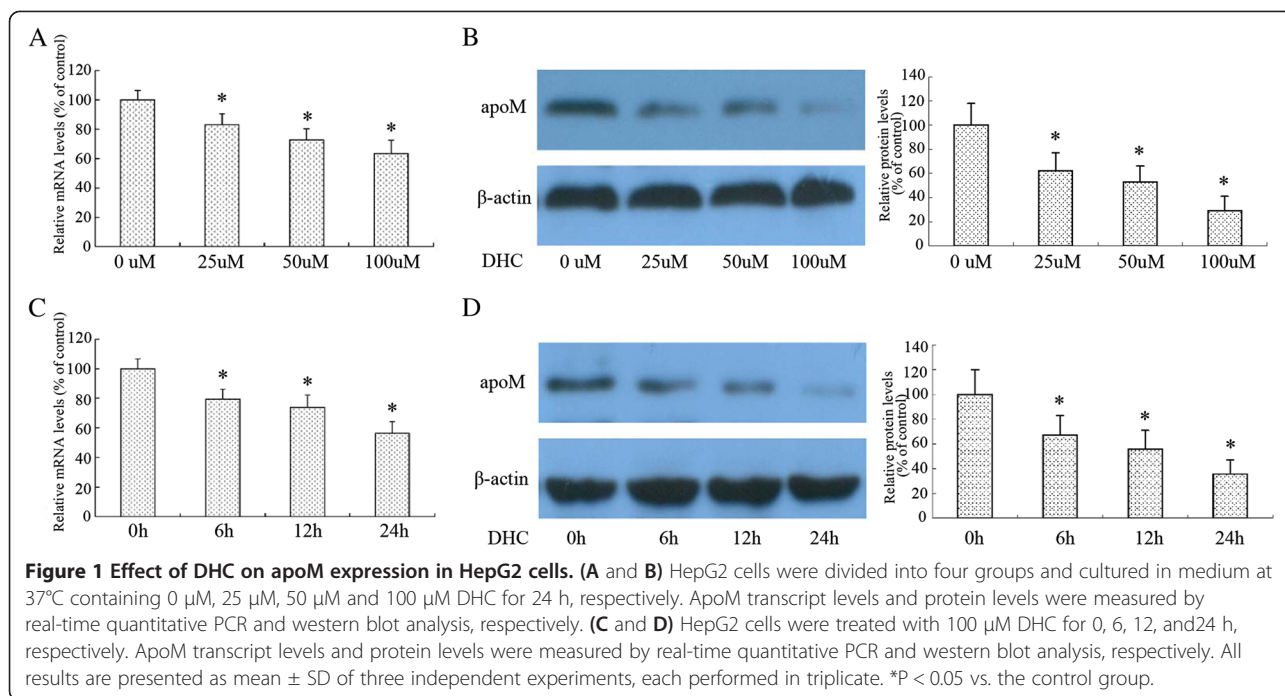 A
Relative mRNA levels (% of control)
120
100
80
60
40
20
0
*
*
*
0 uM 25uM 50uM 100uM
B
apoM
β-actin
DHC 0 uM 25uM 50uM 100uM
Relative protein levels
(% of control)
140
120
100
80
60
40
20
0
*
*
*
0 uM 25uM 50uM 100uM
C
Relative mRNA levels (% of control)
120
100
80
60
40
20
0
*
*
*
0h 6h 12h 24h
D
apoM
β-actin
DHC 0h 6h 12h 24h
Relative protein levels
(% of control)
140
120
100
80
60
40
20
0
*
*
*
0h 6h 12h 24h
Figure 1 Effect of DHC on apoM expression in HepG2 cells. (A and B) HepG2 cells were divided into four groups and cultured in medium at
37°C containing 0 μM, 25 μM, 50 μM and 100 μM DHC for 24 h, respectively. ApoM transcript levels and protein levels were measured by
real-time quantitative PCR and western blot analysis, respectively. (C and D) HepG2 cells were treated with 100 μM DHC for 0, 6, 12, and24 h,
respectively. ApoM transcript levels and protein levels were measured by real-time quantitative PCR and western blot analysis, respectively. All
results are presented as mean ± SD of three independent experiments, each performed in triplicate. *P < 0.05 vs. the control group.